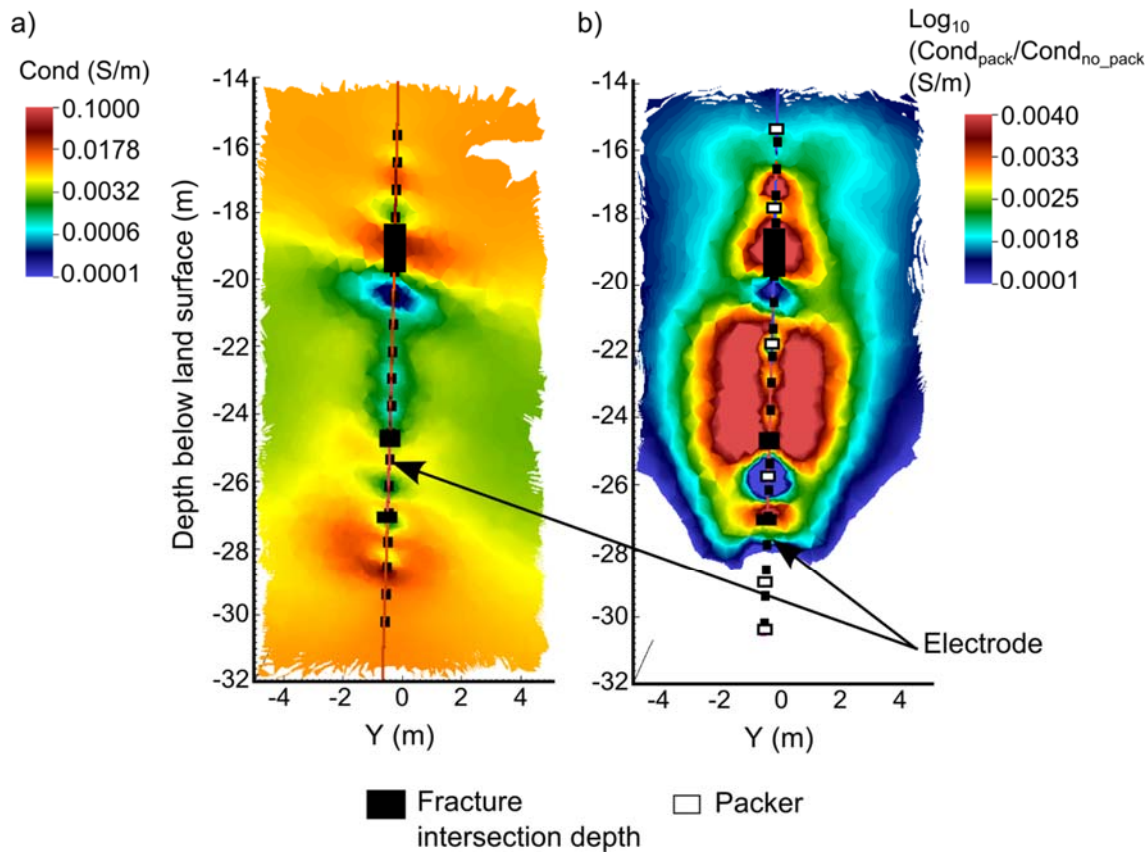 a)
Cond (S/m)
0.1000
0.0178
0.0032
0.0006
0.0001
Depth below land surface (m)
-14
-16
-18
-20
-22
-24
-26
-28
-30
-32
-4 -2 0 2 4
Y (m)
b)
Log10
(Condpack/Condno_pack)
(S/m)
0.0040
0.0033
0.0025
0.0018
0.0001
-14
-16
-18
-20
-22
-24
-26
-28
-30
-32
-4 -2 0 2 4
Y (m)
Electrode
Fracture
intersection depth
Packer